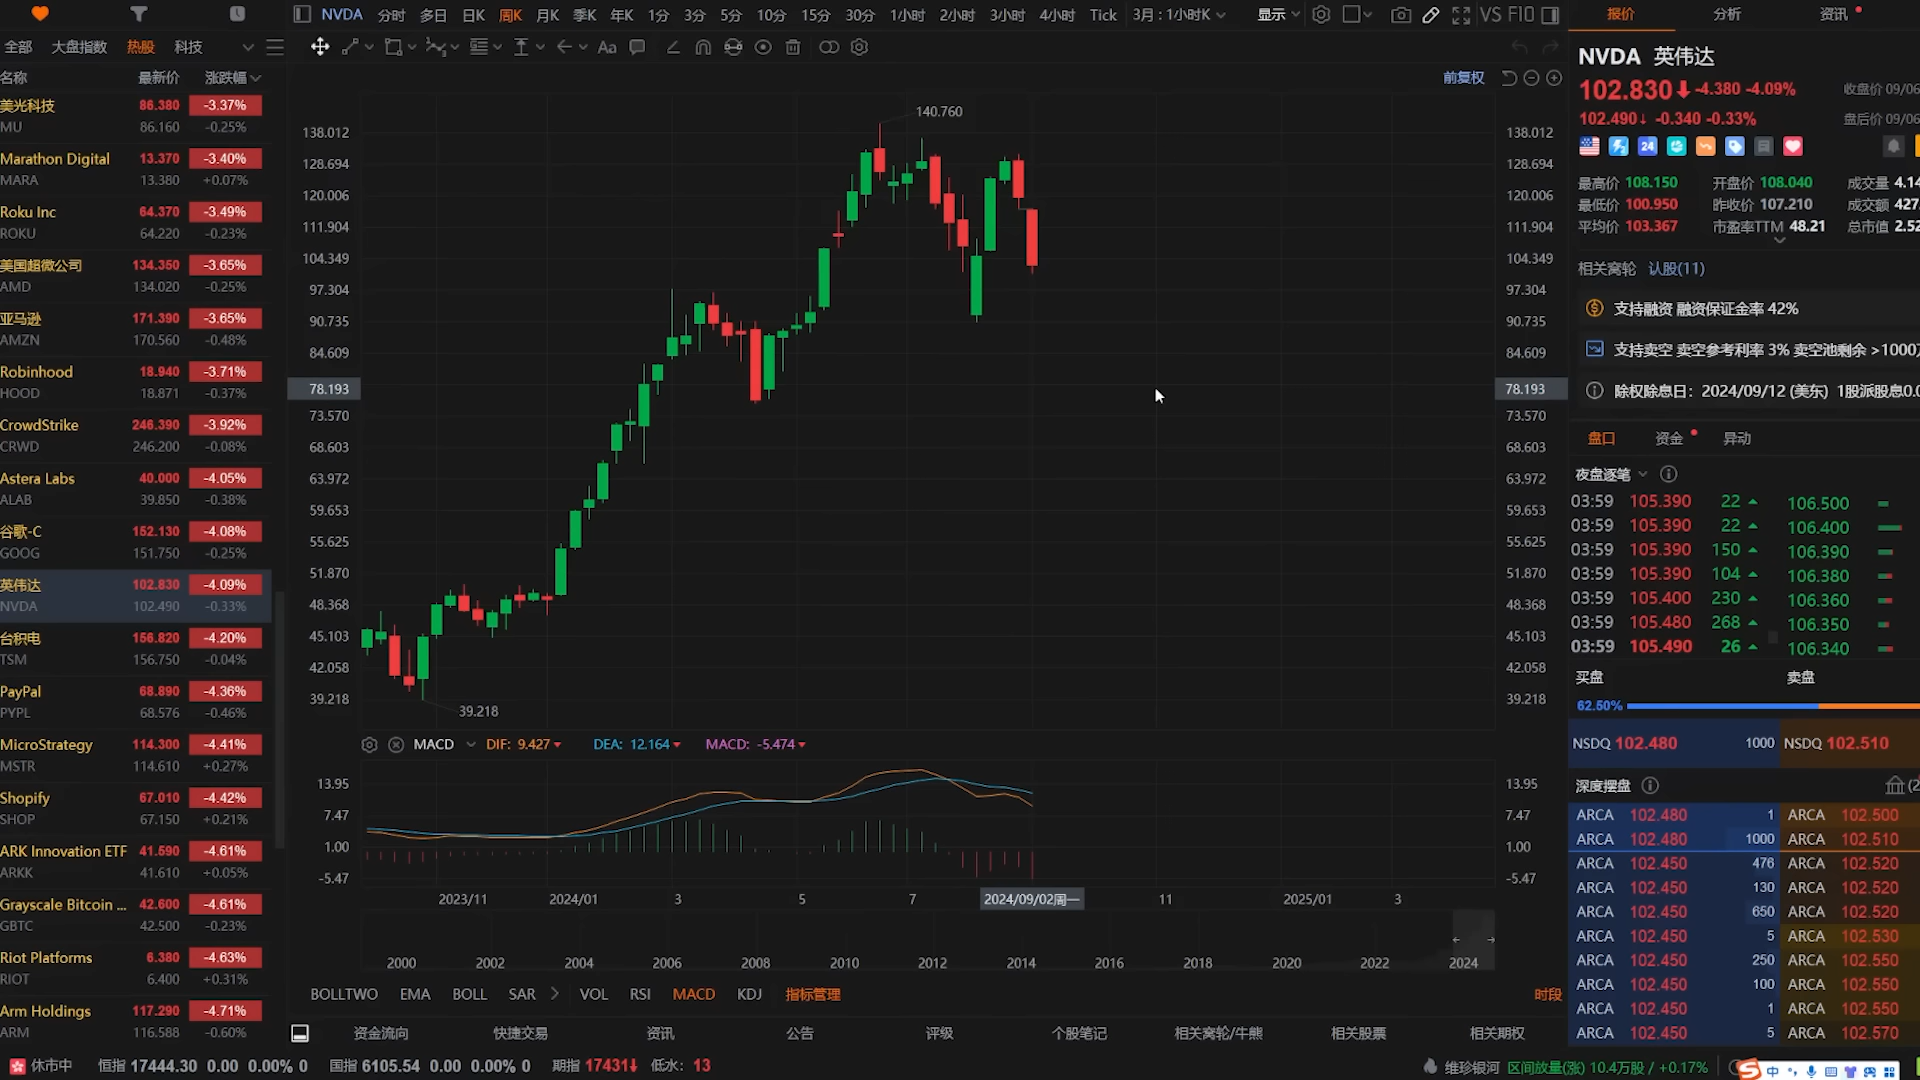 NVDA 分时 多日 日K 周K 月K 季K 年K 1分 3分 5分 10分 15分 30分 1小时 2小时 3小时 4小时 Tick 3月:1小时K 显示 VS F10
报价 分析 资讯
全部 大盘指数 热股 科技
Aa
名称 最新价 涨跌幅
美光科技 86.380 -3.37%
MU 86.160 -0.25%
Marathon Digital 13.370 -3.40%
MARA 13.380 +0.07%
Roku Inc 64.370 -3.49%
ROKU 64.220 -0.23%
美国超微公司 134.350 -3.65%
AMD 134.020 -0.25%
亚马逊 171.390 -3.65%
AMZN 170.560 -0.48%
Robinhood 18.940 -3.71%
HOOD 18.871 -0.37%
CrowdStrike 246.390 -3.92%
CRWD 246.200 -0.08%
Astera Labs 40.000 -4.05%
ALAB 39.850 -0.38%
谷歌-C 152.130 -4.08%
GOOG 151.750 -0.25%
英伟达 102.830 -4.09%
NVDA 102.490 -0.33%
台积电 156.820 -4.20%
TSM 156.750 -0.04%
PayPal 68.890 -4.36%
PYPL 68.576 -0.46%
MicroStrategy 114.300 -4.41%
MSTR 114.610 +0.27%
Shopify 67.010 -4.42%
SHOP 67.150 +0.21%
ARK Innovation ETF 41.590 -4.61%
ARKK 41.610 +0.05%
Grayscale Bitcoin ... 42.600 -4.61%
GBTC 42.500 -0.23%
Riot Platforms 6.380 -4.63%
RIOT 6.400 +0.31%
Arm Holdings 117.290 -4.71%
ARM 116.588 -0.60%
前复权
140.760
138.012 138.012
128.694 128.694
120.006 120.006
111.904 111.904
104.349 104.349
97.304 97.304
90.735 90.735
84.609 84.609
78.193 78.193
73.570 73.570
68.603 68.603
63.972 63.972
59.653 59.653
55.625 55.625
51.870 51.870
48.368 48.368
45.103 45.103
42.058 42.058
39.218 39.218
39.218
MACD DIF: 9.427 DEA: 12.164 MACD: -5.474
13.95 13.95
7.47 7.47
1.00 1.00
-5.47 -5.47
2023/11 2024/01 3 5 7 2024/09/02周一 11 2025/01 3
2000 2002 2004 2006 2008 2010 2012 2014 2016 2018 2020 2022 2024
BOLLTWO EMA BOLL SAR VOL RSI MACD KDJ 指标管理 时段
资金流向 快捷交易 资讯 公告 评级 个股笔记 相关窝轮/牛熊 相关股票 相关期权
NVDA 英伟达
102.830 -4.380 -4.09% 收盘价 09/06
102.490↓ -0.340 -0.33% 盘后价 09/06
24
最高价 108.150 开盘价 108.040 成交量 4.14
最低价 100.950 昨收价 107.210 成交额 427.
平均价 103.367 市盈率TTM 48.21 总市值 2.52
相关窝轮 认股(11)
支持融资 融资保证金率 42%
支持卖空 卖空参考利率 3% 卖空池剩余 >1000万
除权除息日: 2024/09/12 (美东) 1股派股息0.0
盘口 资金 异动
夜盘逐笔
03:59 105.390 22 106.500
03:59 105.390 22 106.400
03:59 105.390 150 106.390
03:59 105.390 104 106.380
03:59 105.400 230 106.360
03:59 105.480 268 106.350
03:59 105.490 26 106.340
买盘 卖盘
62.50%
NSDQ 102.480 1000 NSDQ 102.510
深度摆盘 (2
ARCA 102.480 1 ARCA 102.500
ARCA 102.480 1000 ARCA 102.510
ARCA 102.450 476 ARCA 102.520
ARCA 102.450 130 ARCA 102.520
ARCA 102.450 650 ARCA 102.520
ARCA 102.450 5 ARCA 102.530
ARCA 102.450 250 ARCA 102.550
ARCA 102.450 100 ARCA 102.550
ARCA 102.450 1 ARCA 102.550
ARCA 102.450 5 ARCA 102.570
休市中 恒指 17444.30 0.00 0.00% 0 国指 6105.54 0.00 0.00% 0 期指 17431↓ 低水: 13 维珍银河 区间放量(涨) 10.4万股 / +0.17% 中